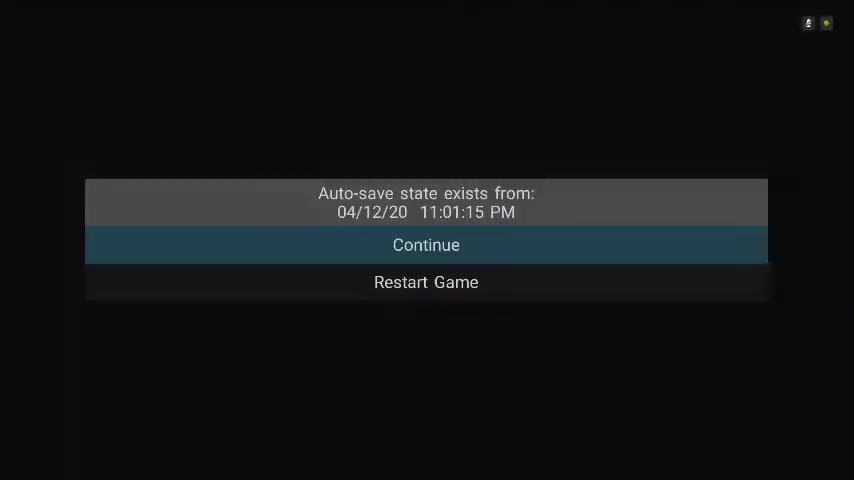 Auto-save state exists from:
04/12/20 11:01:15 PM
Continue
Restart Game